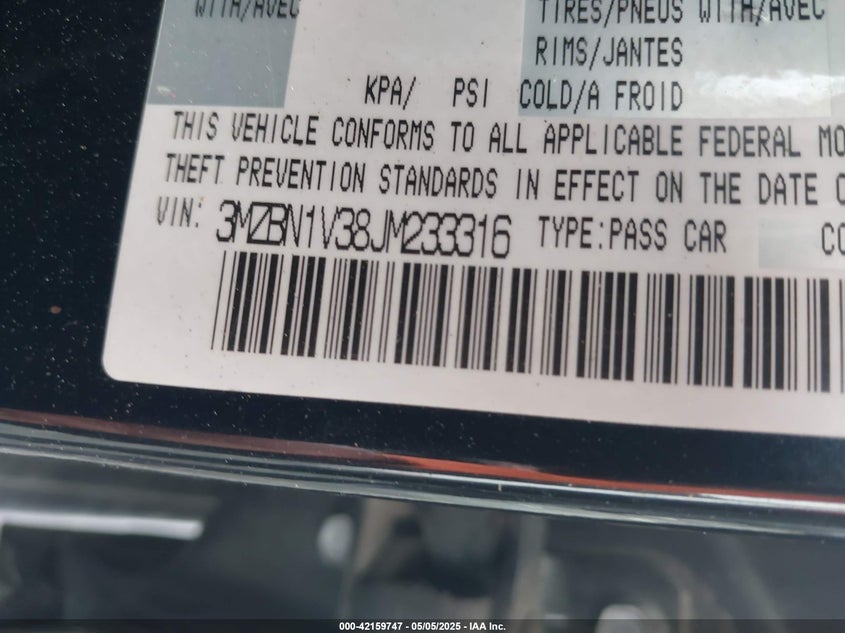 WITH/AVEC
TIRES/PNEUS WITH/AVEC
RIMS/JANTES
KPA/ PSI COLD/A FROID
THIS VEHICLE CONFORMS TO ALL APPLICABLE FEDERAL MO
THEFT PREVENTION STANDARDS IN EFFECT ON THE DATE O
VIN: 3MZBN1V38JM233316 TYPE:PASS CAR CO
000-42159747 - 05/05/2025 - IAA Inc.